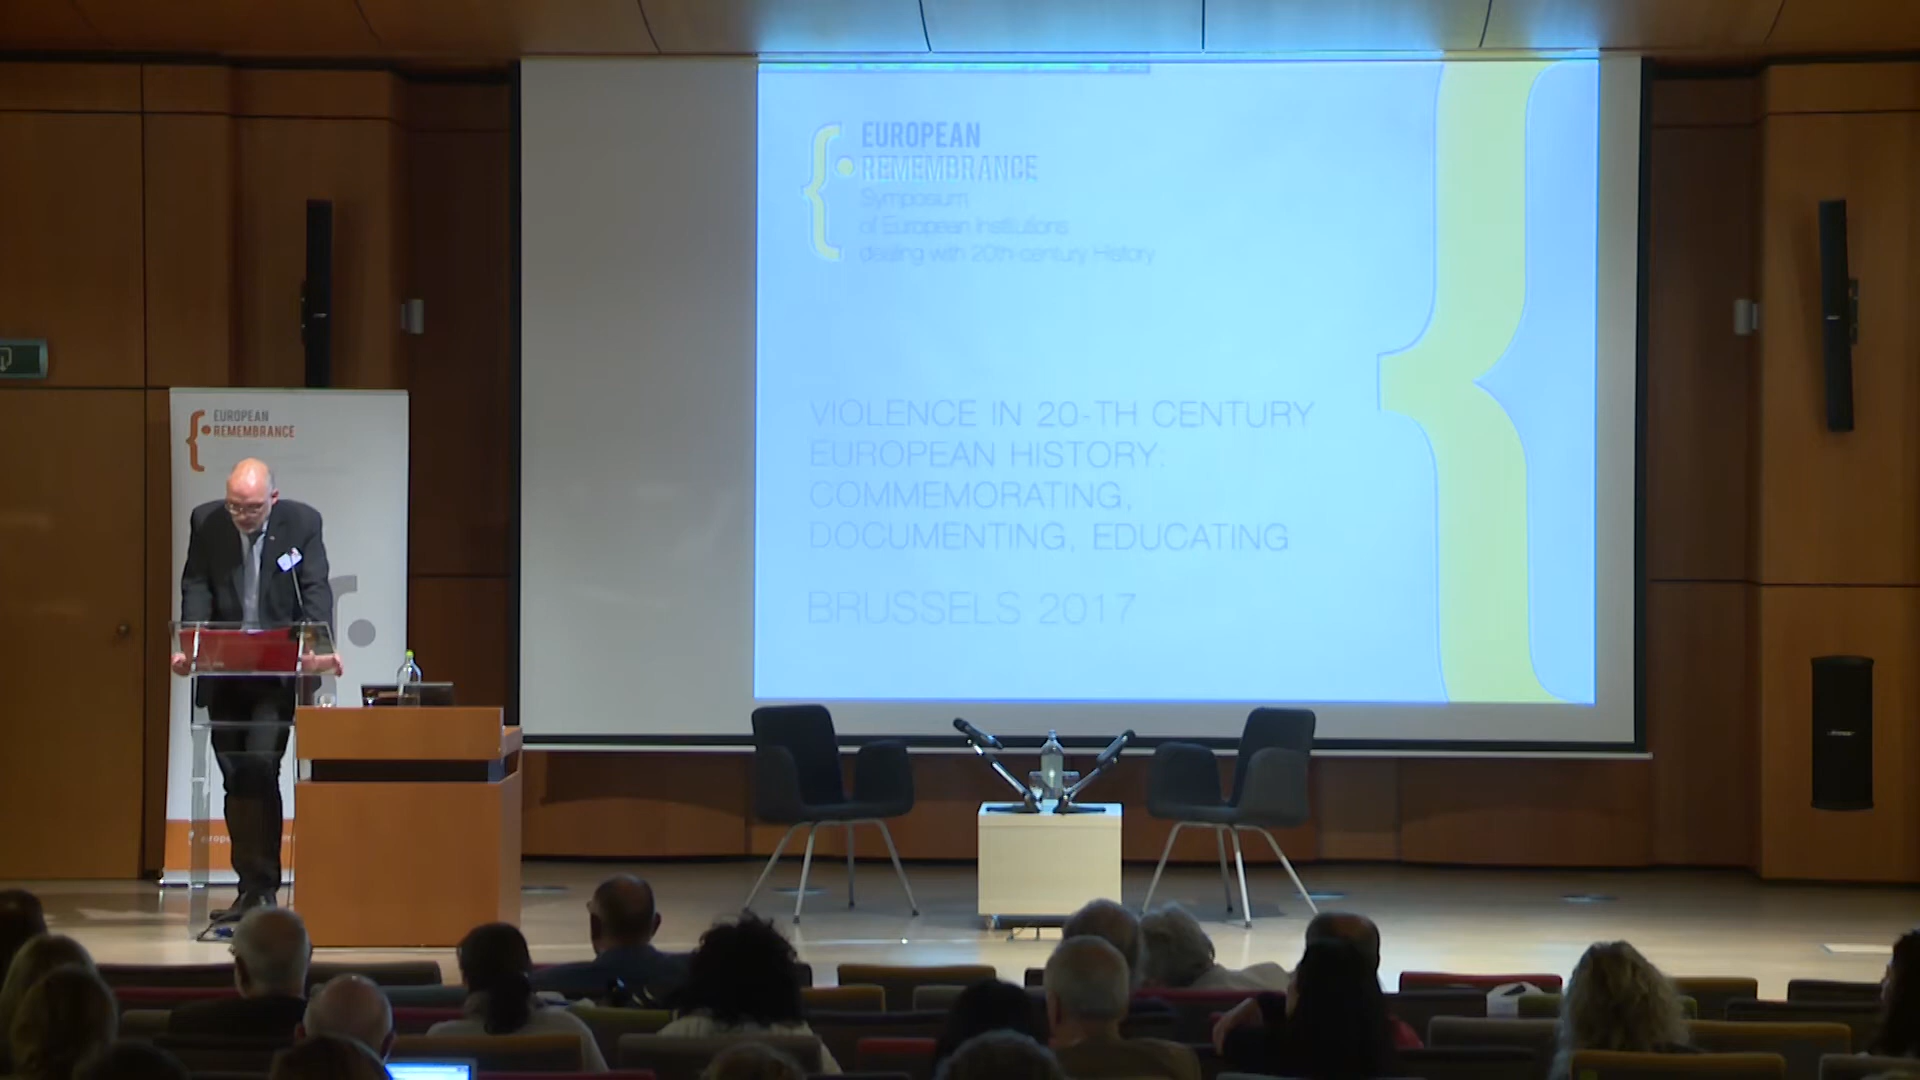 EUROPEAN
REMEMBRANCE
Symposium
of European Institutions
dealing with 20th-century History
VIOLENCE IN 20-TH CENTURY
EUROPEAN HISTORY:
COMMEMORATING,
DOCUMENTING, EDUCATING
BRUSSELS 2017
EUROPEAN
REMEMBRANCE